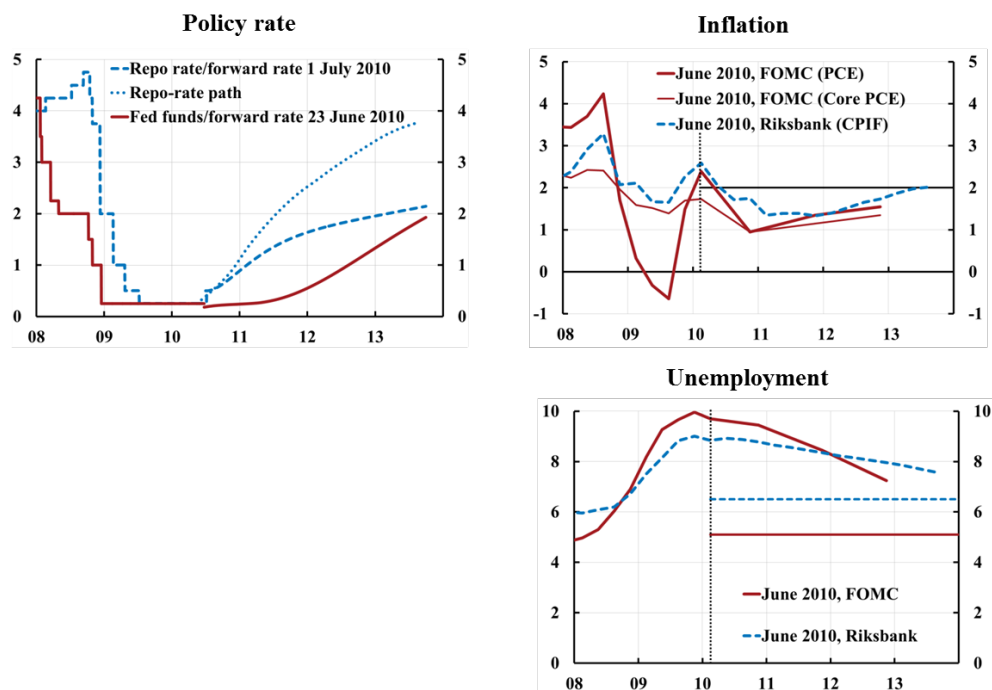 Policy rate
5
4
3
2
1
0
5
4
3
2
1
0
Repo rate/forward rate 1 July 2010
Repo-rate path
Fed funds/forward rate 23 June 2010
08 09 10 11 12 13
Inflation
5
4
3
2
1
0
-1
5
4
3
2
1
0
-1
June 2010, FOMC (PCE)
June 2010, FOMC (Core PCE)
June 2010, Riksbank (CPIF)
08 09 10 11 12 13
Unemployment
10
8
6
4
2
0
10
8
6
4
2
0
June 2010, FOMC
June 2010, Riksbank
08 09 10 11 12 13